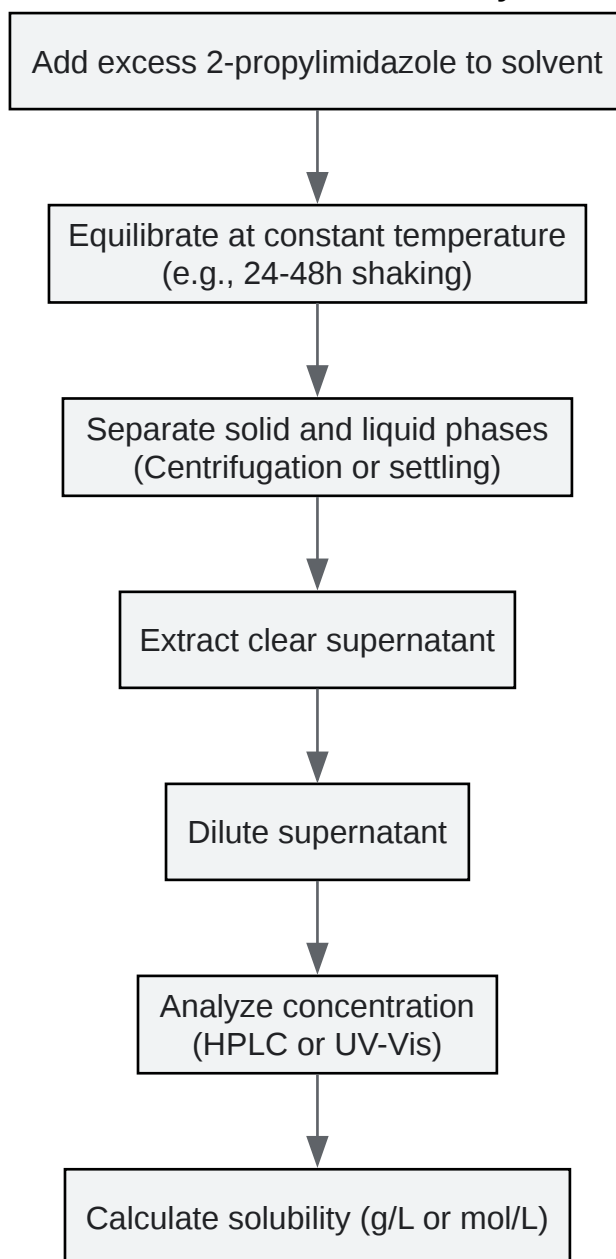 Add excess 2-propylimidazole to solvent
Equilibrate at constant temperature
(e.g., 24-48h shaking)
Separate solid and liquid phases
(Centrifugation or settling)
Extract clear supernatant
Dilute supernatant
Analyze concentration
(HPLC or UV-Vis)
Calculate solubility (g/L or mol/L)